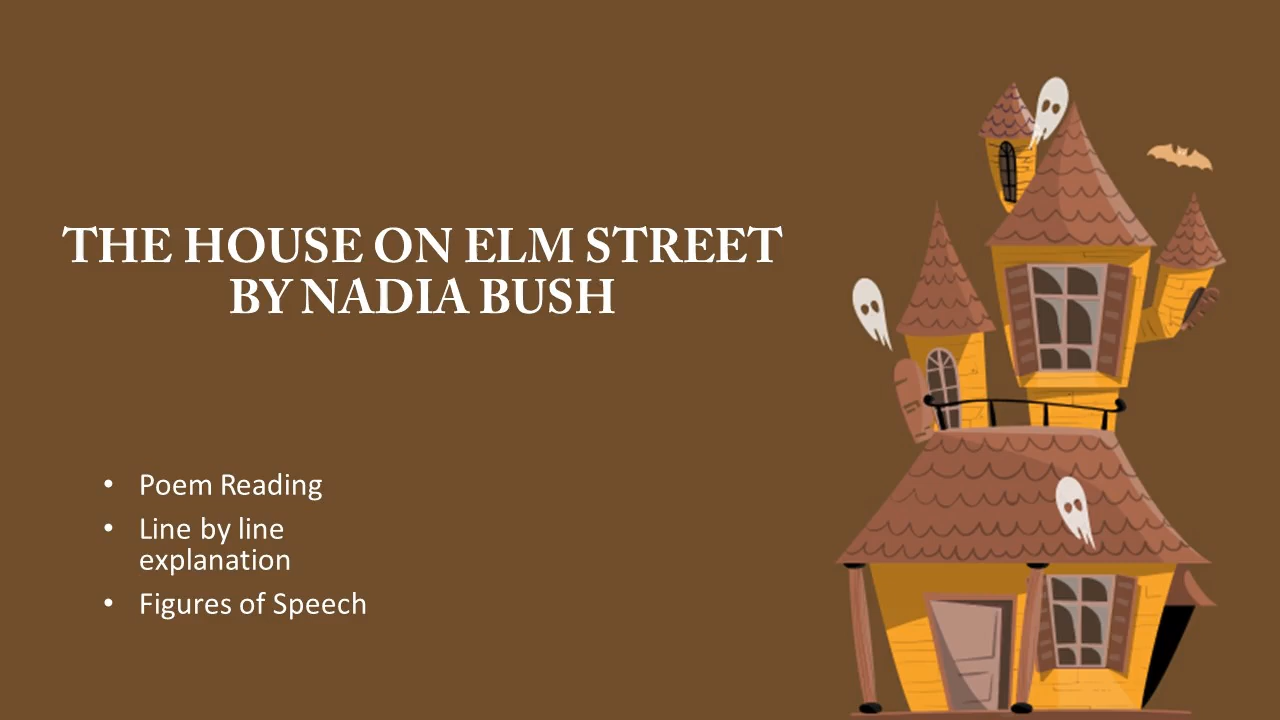 THE HOUSE ON ELM STREET
BY NADIA BUSH
• Poem Reading
• Line by line
explanation
• Figures of Speech